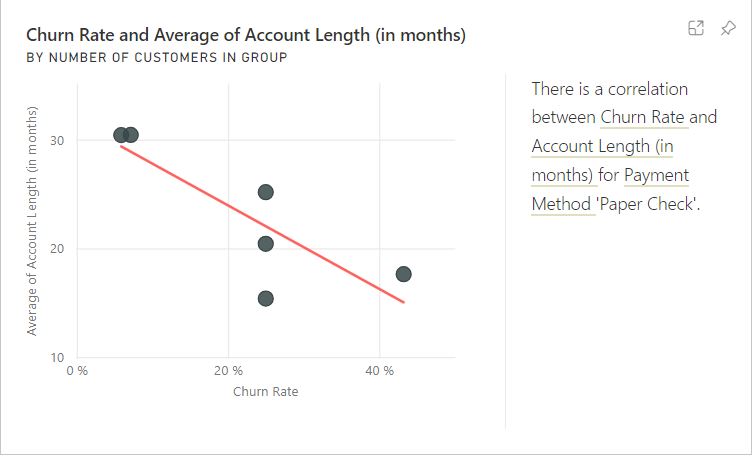 Churn Rate and Average of Account Length (in months)
BY NUMBER OF CUSTOMERS IN GROUP
Average of Account Length (in months)
30
20
10
0 %
20 %
40 %
Churn Rate
There is a correlation
between Churn Rate and
Account Length (in
months) for Payment
Method 'Paper Check'.